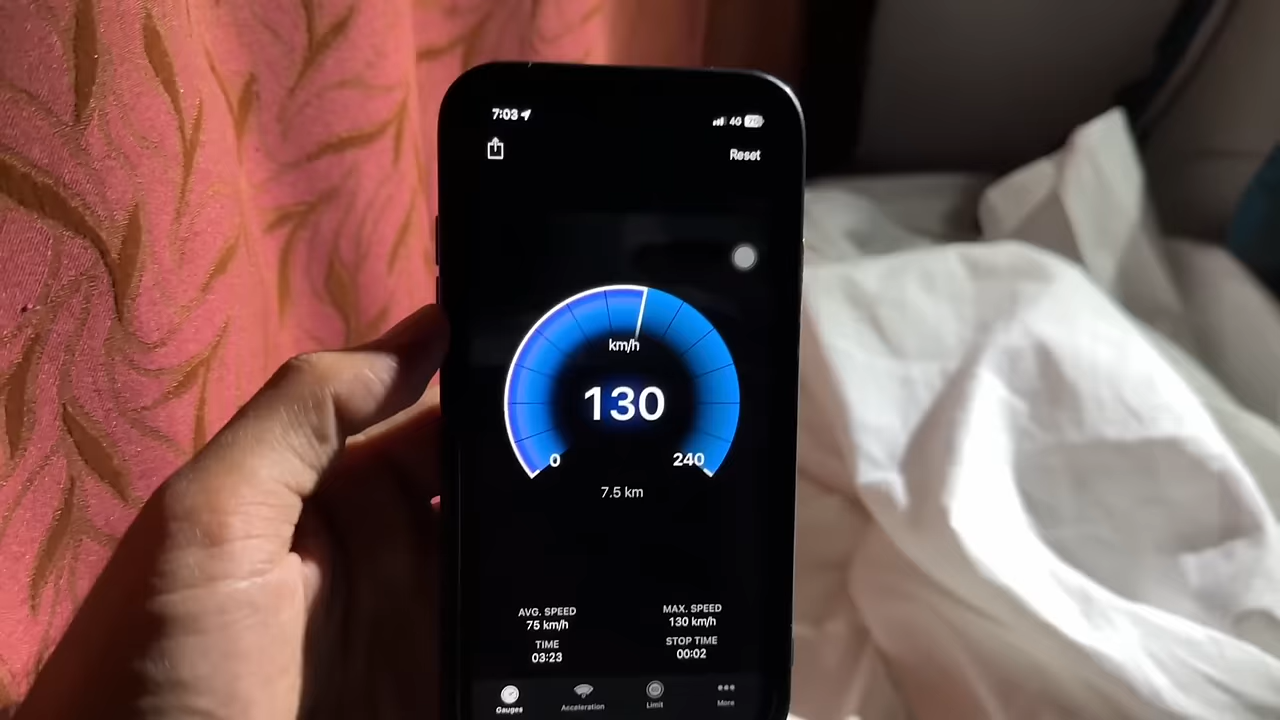 7:03
4G
Reset
km/h
130
0
240
7.5 km
AVG. SPEED
75 km/h
MAX. SPEED
130 km/h
TIME
03:23
STOP TIME
00:02
Gauges
Acceleration
Limit
More